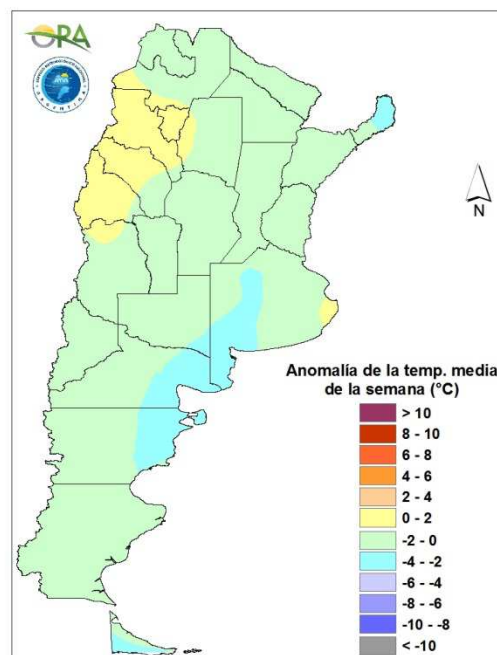 ORA
ARGENTINA
N
Anomalía de la temp. media
de la semana (°C)
> 10
8 - 10
6 - 8
4 - 6
2 - 4
0 - 2
-2 - 0
-4 - -2
-6 - -4
-8 - -6
-10 - -8
< -10